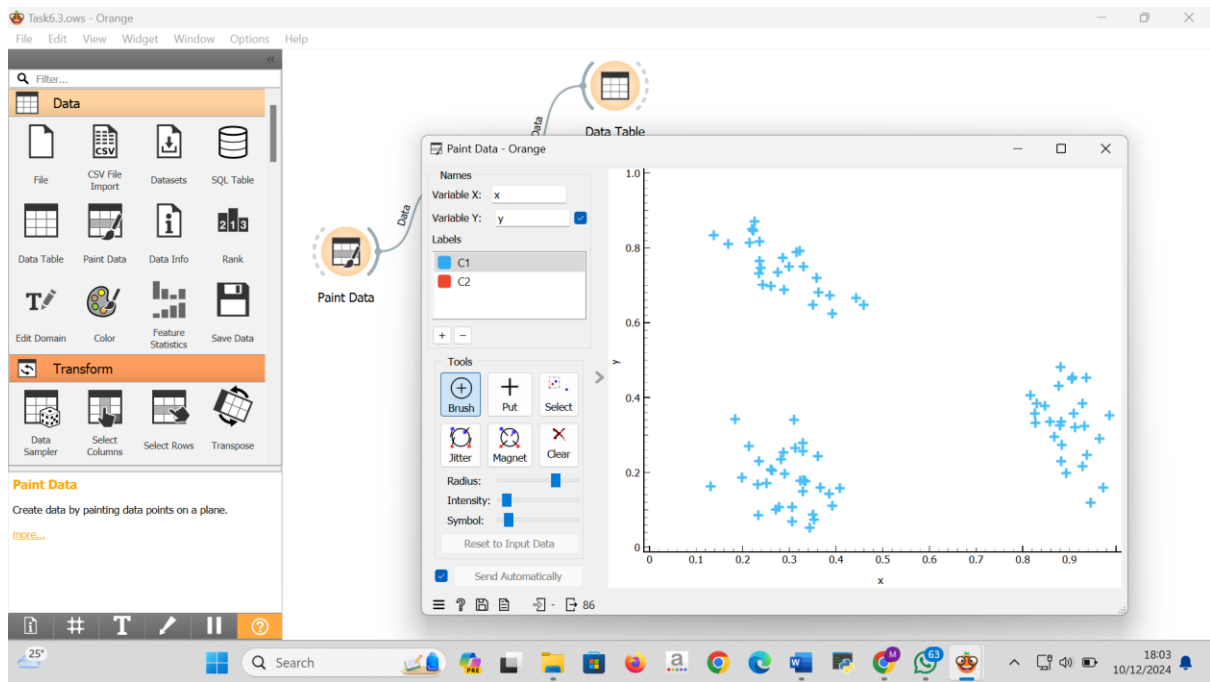 Task6.3.ows - Orange
File Edit View Widget Window Options Help
Filter...
Data
File
CSV File Import
Datasets
SQL Table
Data Table
Paint Data
Data Info
Rank
Edit Domain
Color
Feature Statistics
Save Data
Transform
Data Sampler
Select Columns
Select Rows
Transpose
Paint Data
Create data by painting data points on a plane.
more...
Data
Data
Paint Data
Data Table
Paint Data - Orange
Names
Variable X: x
Variable Y: y
Labels
C1
C2
+ −
Tools
Brush Put Select
Jitter Magnet Clear
Radius:
Intensity:
Symbol:
Reset to Input Data
Send Automatically
- 86
1.0
0.8
0.6
0.4
0.2
0
y
0 0.1 0.2 0.3 0.4 0.5 0.6 0.7 0.8 0.9
x
25°
Search
PRE
a
M
63
18:03
10/12/2024